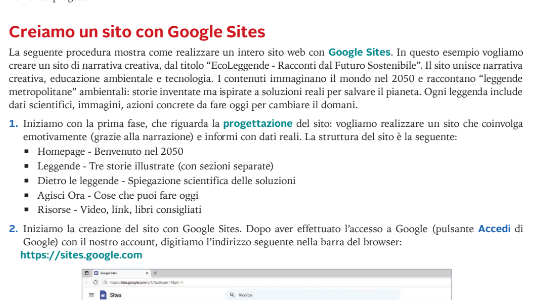 Creiamo un sito con Google Sites
La seguente procedura mostra come realizzare un intero sito web con Google Sites. In questo esempio vogliamo
creare un sito di narrativa creativa, dal titolo “EcoLeggende - Racconti dal Futuro Sostenibile”. Il sito unisce narrativa
creativa, educazione ambientale e tecnologia. I contenuti immaginano il mondo nel 2050 e raccontano “leggende
metropolitane” ambientali: storie inventate ma ispirate a soluzioni reali per salvare il pianeta. Ogni leggenda include
dati scientifici, immagini, azioni concrete da fare oggi per cambiare il domani.
1. Iniziamo con la prima fase, che riguarda la progettazione del sito: vogliamo realizzare un sito che coinvolga
emotivamente (grazie alla narrazione) e informi con dati reali. La struttura del sito è la seguente:
▪ Homepage - Benvenuto nel 2050
▪ Leggende - Tre storie illustrate (con sezioni separate)
▪ Dietro le leggende - Spiegazione scientifica delle soluzioni
▪ Agisci Ora - Cose che puoi fare oggi
▪ Risorse - Video, link, libri consigliati
2. Iniziamo la creazione del sito con Google Sites. Dopo aver effettuato l’accesso a Google (pulsante Accedi di
Google) con il nostro account, digitiamo l’indirizzo seguente nella barra del browser:
https://sites.google.com
Google Sites
Sites
Ricerca